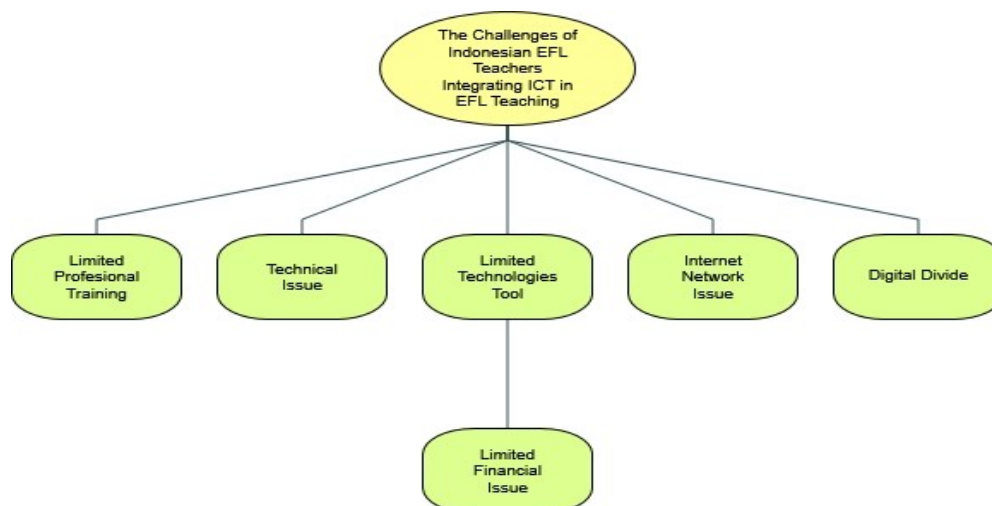 The Challenges of
Indonesian EFL
Teachers
Integrating ICT in
EFL Teaching
Limited
Profesional
Training
Technical
Issue
Limited
Technologies
Tool
Internet
Network
Issue
Digital Divide
Limited
Financial
Issue